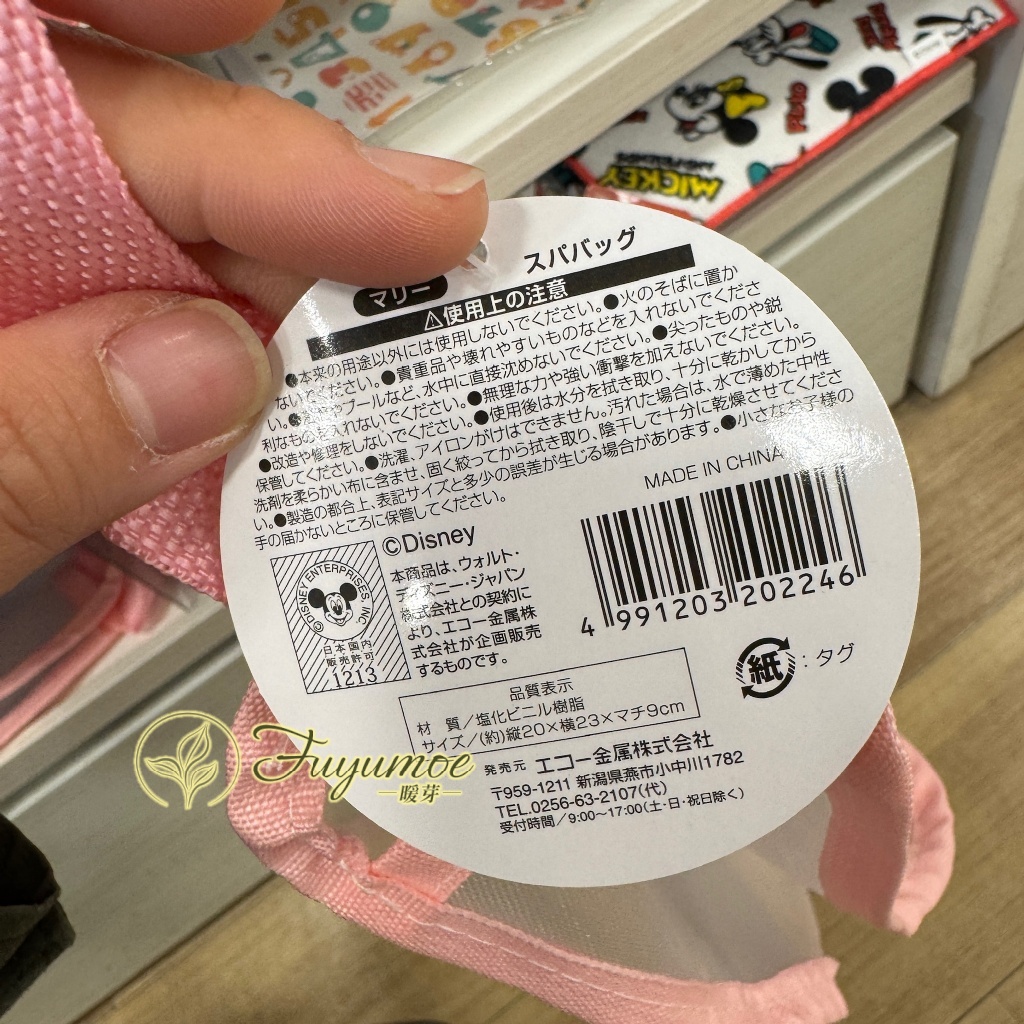 MICKEY
AND FRIENDS
Pluto
スパバッグ
マリー
⚠使用上の注意
●本来の用途以外には使用しないでください。●火のそばに置か
ないでください。●貴重品や壊れやすいものなどを入れないでくださ
い。プールなど、水中に直接沈めないでください。●尖ったものや鋭
利なものを入れないでください。●無理な力や強い衝撃を加えないでください。
●改造や修理をしないでください。●使用後は水分を拭き取り、十分に乾かしてから
保管してください。●洗濯、アイロンがけはできません。汚れた場合は、水で薄めた中性
洗剤を柔らかい布に含ませ、固く絞ってから拭き取り、陰干しで十分に乾燥させてくださ
い。●製造の都合上、表記サイズと多少の誤差が生じる場合があります。●小さなお子様の
手の届かないところに保管してください。
MADE IN CHINA
©Disney
©DISNEY ENTERPRISES, INC.
日本国内
販売許可
1213
本商品は、ウォルト・
ディズニー・ジャパン
株式会社との契約に
より、エコー金属株
式会社が企画販売
するものです。
4 991203 202246
紙:タグ
品質表示
材 質/塩化ビニル樹脂
サイズ/(約)縦20×横23×マチ9cm
発売元 エコー金属株式会社
〒959-1211 新潟県燕市小中川1782
TEL.0256-63-2107(代)
受付時間/9:00〜17:00(土・日・祝日除く)
Fuyumoe
暖芽